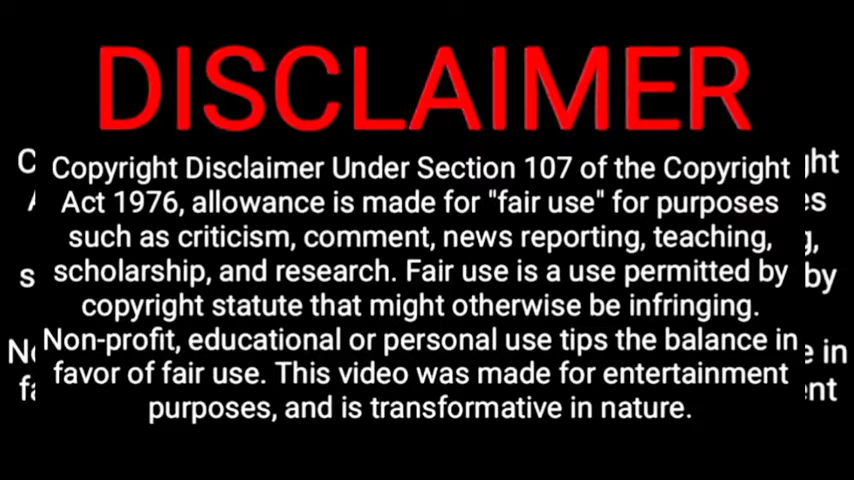 DISCLAIMER
Copyright Disclaimer Under Section 107 of the Copyright
Act 1976, allowance is made for "fair use" for purposes
such as criticism, comment, news reporting, teaching,
scholarship, and research. Fair use is a use permitted by
copyright statute that might otherwise be infringing.
Non-profit, educational or personal use tips the balance in
favor of fair use. This video was made for entertainment
purposes, and is transformative in nature.